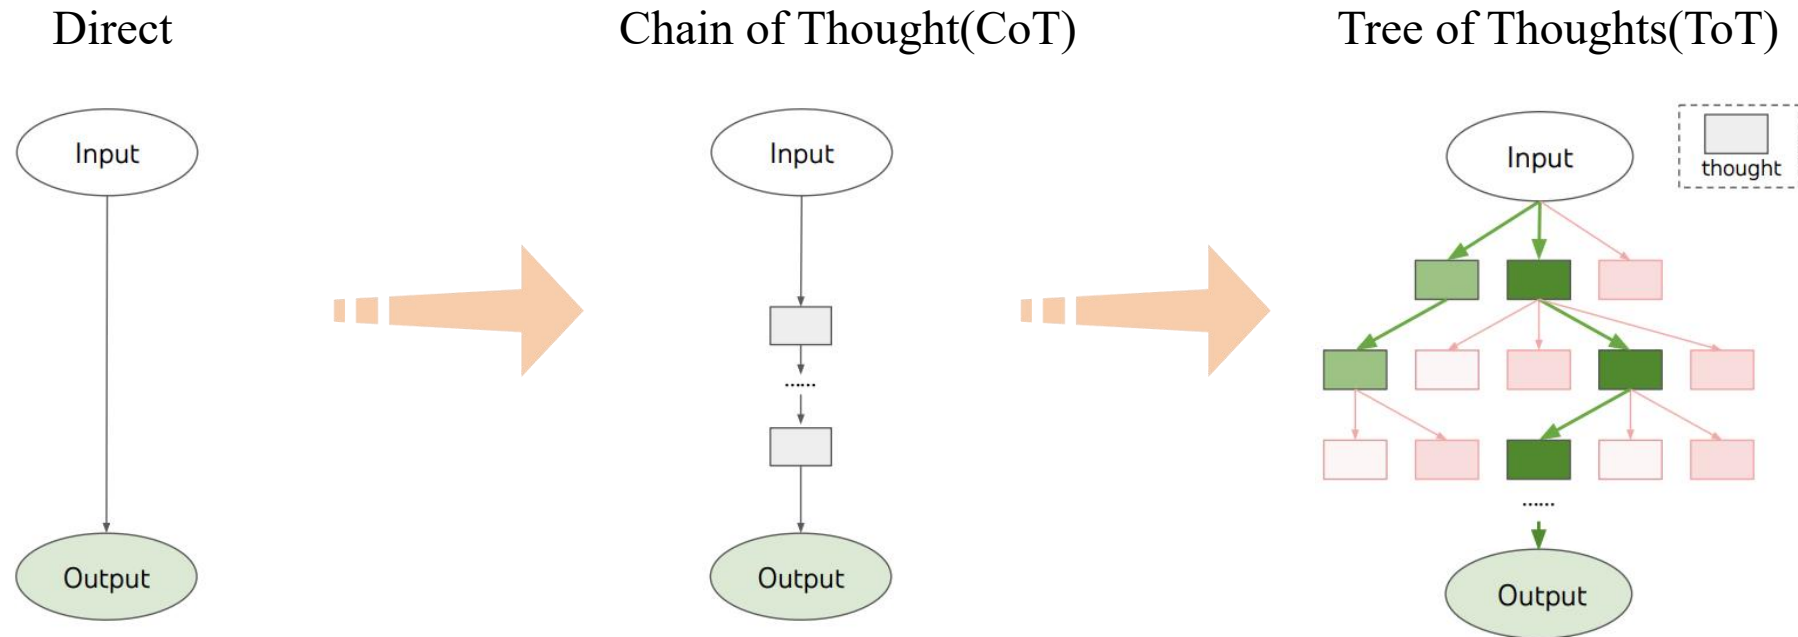 Direct
Chain of Thought(CoT)
Tree of Thoughts(ToT)
Input
Output
Input
......
Output
Input
thought
......
Output